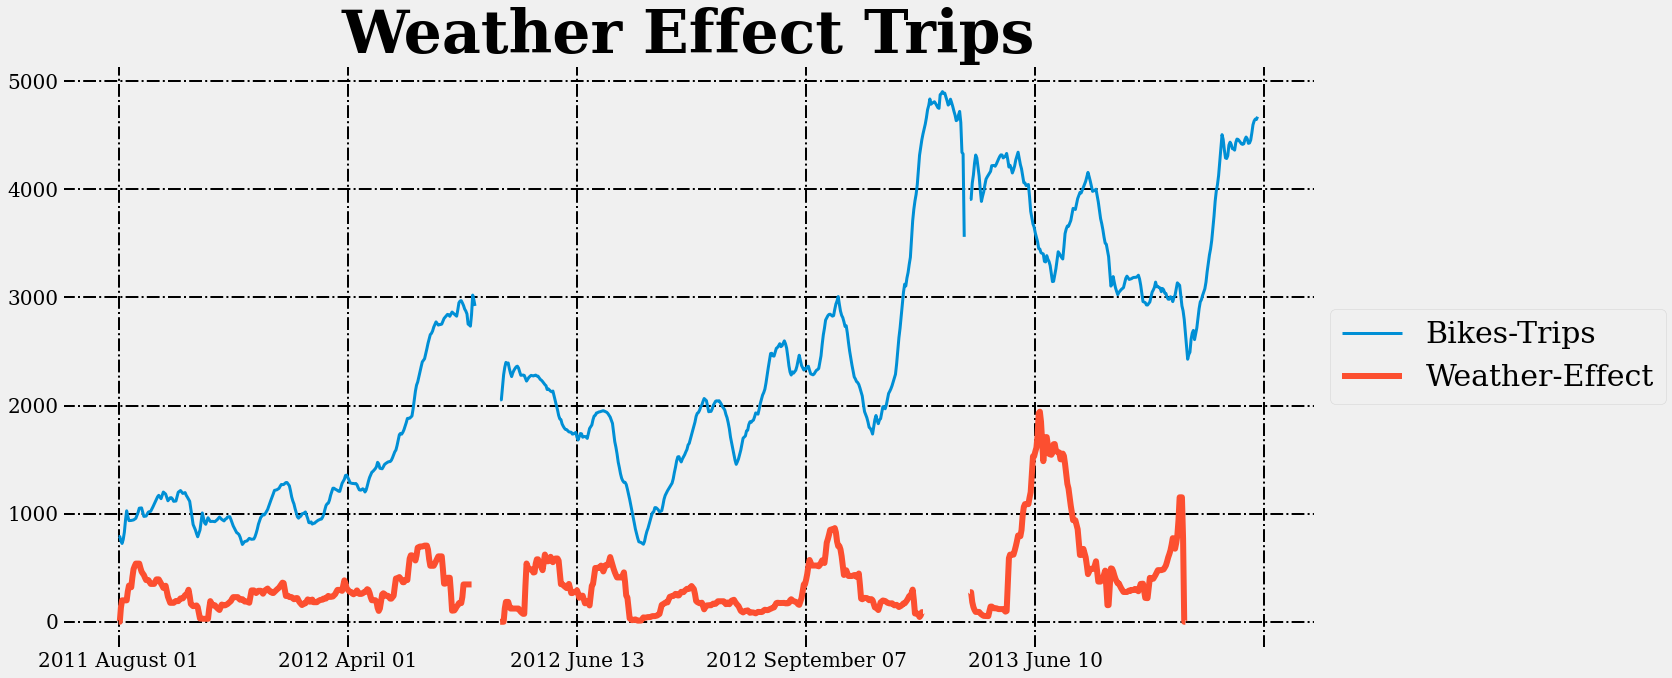 Weather Effect Trips
5000
4000
3000
2000
1000
0
2011 August 01
2012 April 01
2012 June 13
2012 September 07
2013 June 10
Bikes-Trips
Weather-Effect